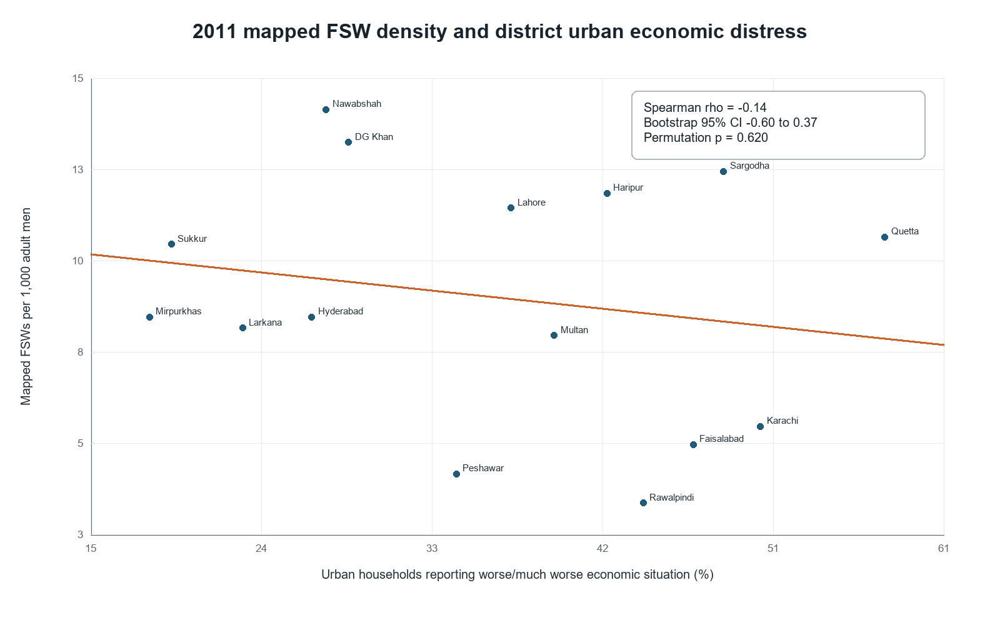 2011 mapped FSW density and district urban economic distress
15
13
10
8
5
3
Mapped FSWs per 1,000 adult men
Nawabshah
DG Khan
Spearman rho = -0.14
Bootstrap 95% CI -0.60 to 0.37
Permutation p = 0.620
Sargodha
Haripur
Lahore
Quetta
Sukkur
Mirpurkhas
Larkana
Hyderabad
Multan
Karachi
Faisalabad
Peshawar
Rawalpindi
15
24
33
42
51
61
Urban households reporting worse/much worse economic situation (%)